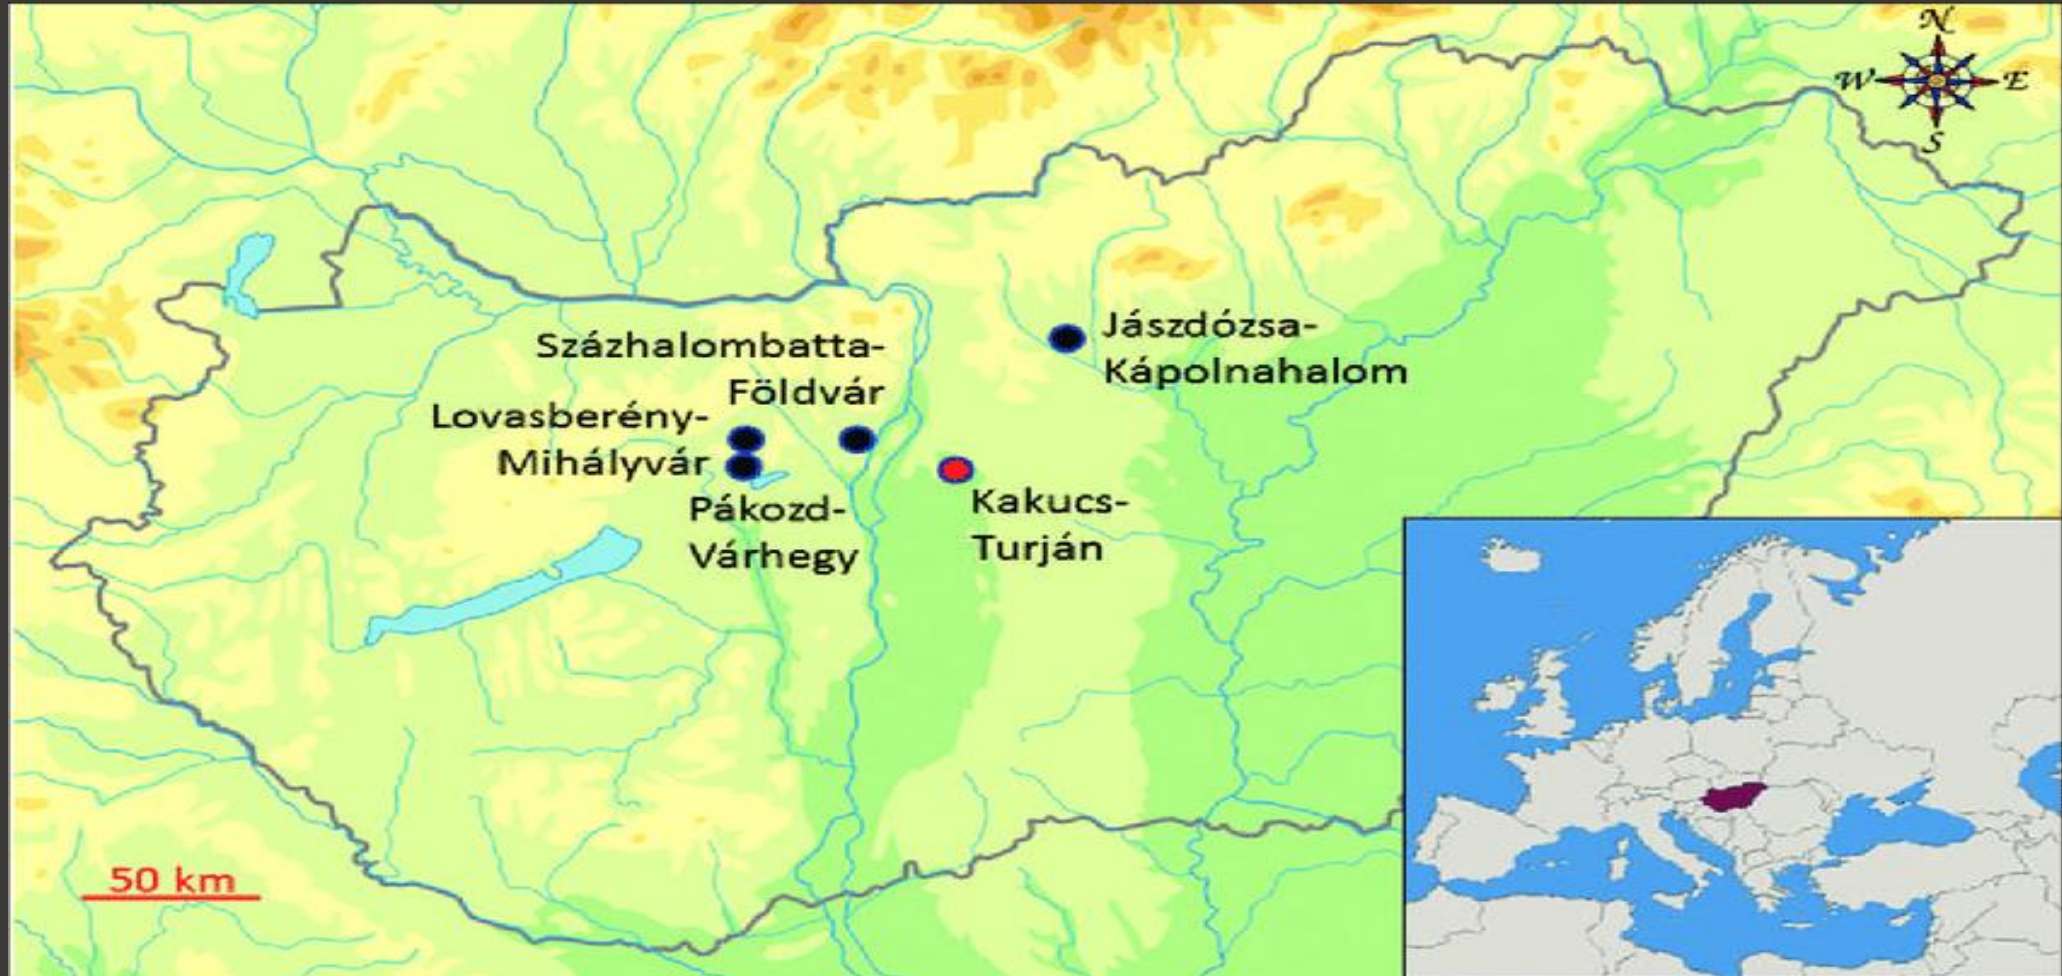 N
W E
S
Jászdózsa-
Kápolnahalom
Százhalombatta-
Földvár
Lovasberény-
Mihályvár
Pákozd-
Várhegy
Kakucs-
Turján
50 km